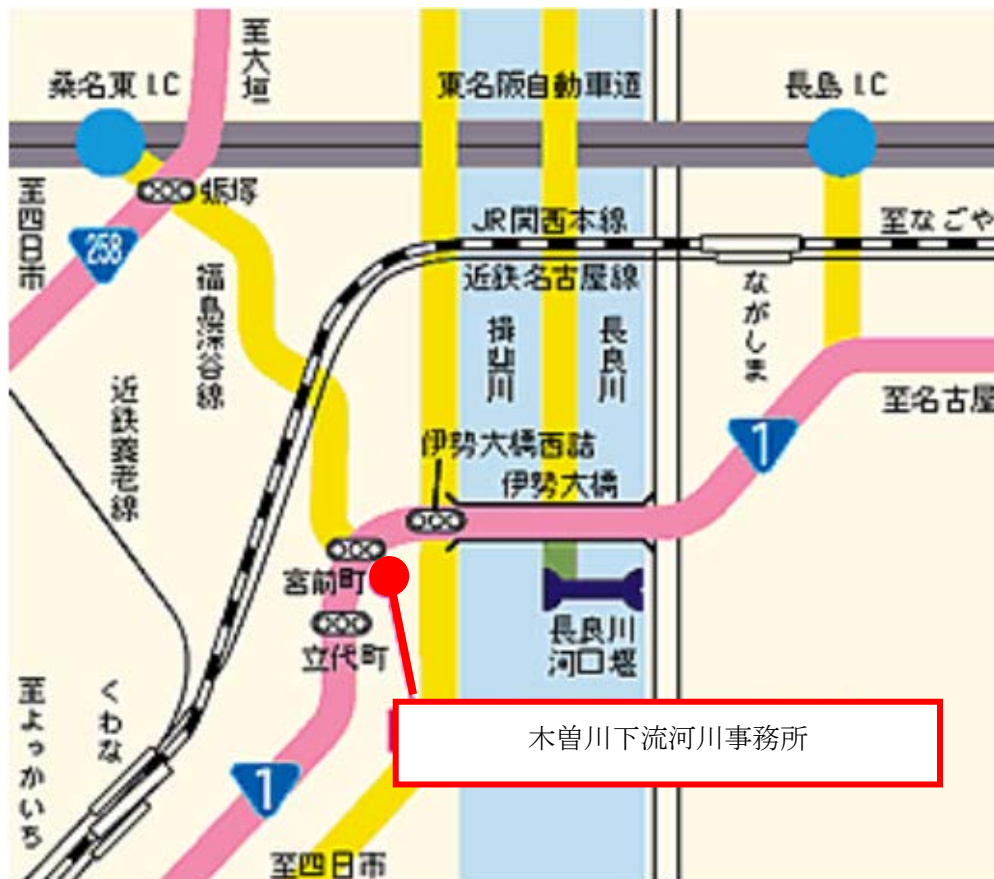 至大垣
桑名東I.C
東名阪自動車道
長島I.C
蛎塚
至四日市
258
JR関西本線
至なごや
近鉄名古屋線
福島深谷線
揖斐川
長良川
ながしま
近鉄養老線
至名古屋
1
伊勢大橋西詰
伊勢大橋
宮前町
立代町
長良川
河口堰
至よっかいち
くわな
木曽川下流河川事務所
1
至四日市